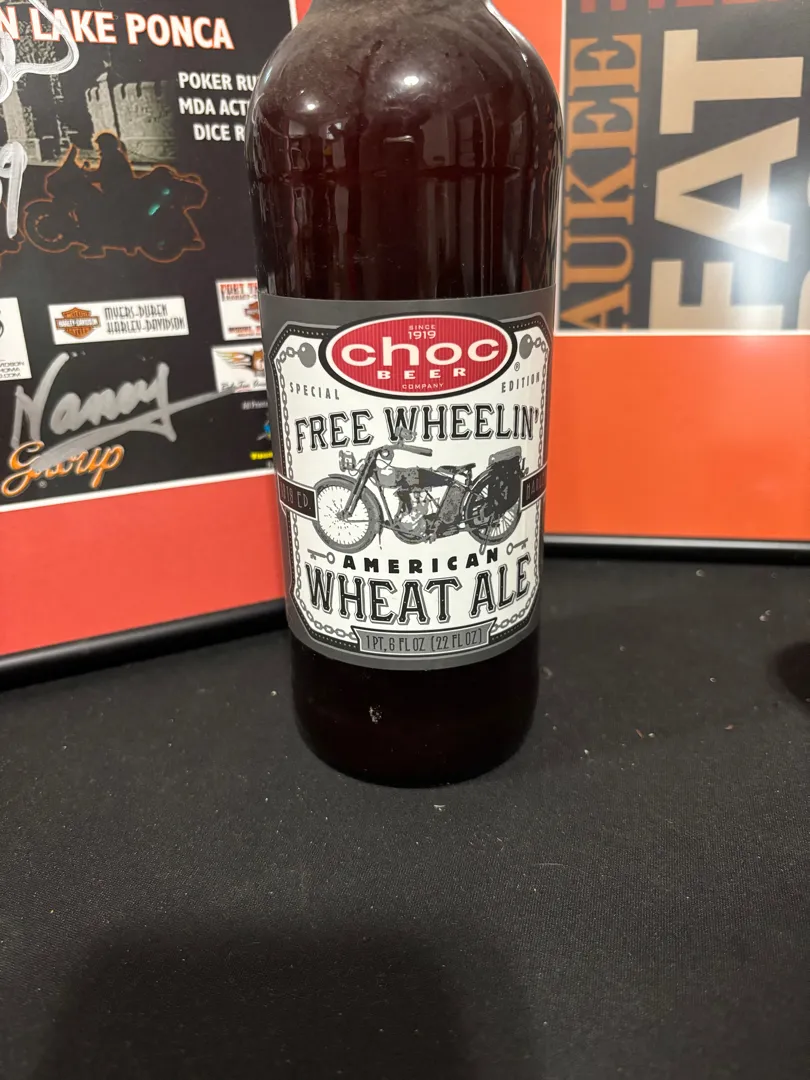 N LAKE PONCA
POKER RU
MDA ACT
DICE R
MYERS-DUREN
HARLEY-DAVIDSON
Nancy
Group
AUKEE
EAT
SINCE
1919
choc
BEER
COMPANY
®
SPECIAL EDITION
FREE WHEELIN'
AMERICAN
WHEAT ALE
1 PT. 6 FL OZ (22 FL OZ)